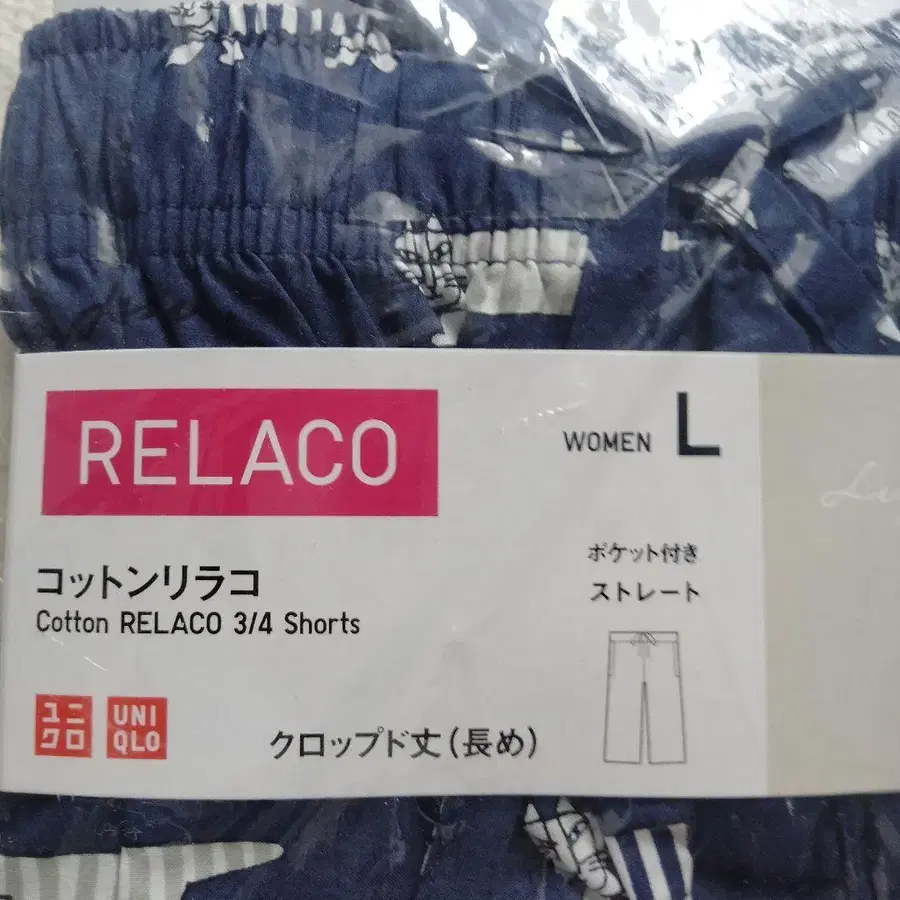 RELACO
WOMEN L
コットンリラコ
Cotton RELACO 3/4 Shorts
ポケット付き
ストレート
ユニ
クロ
UNI
QLO
クロップド丈(長め)